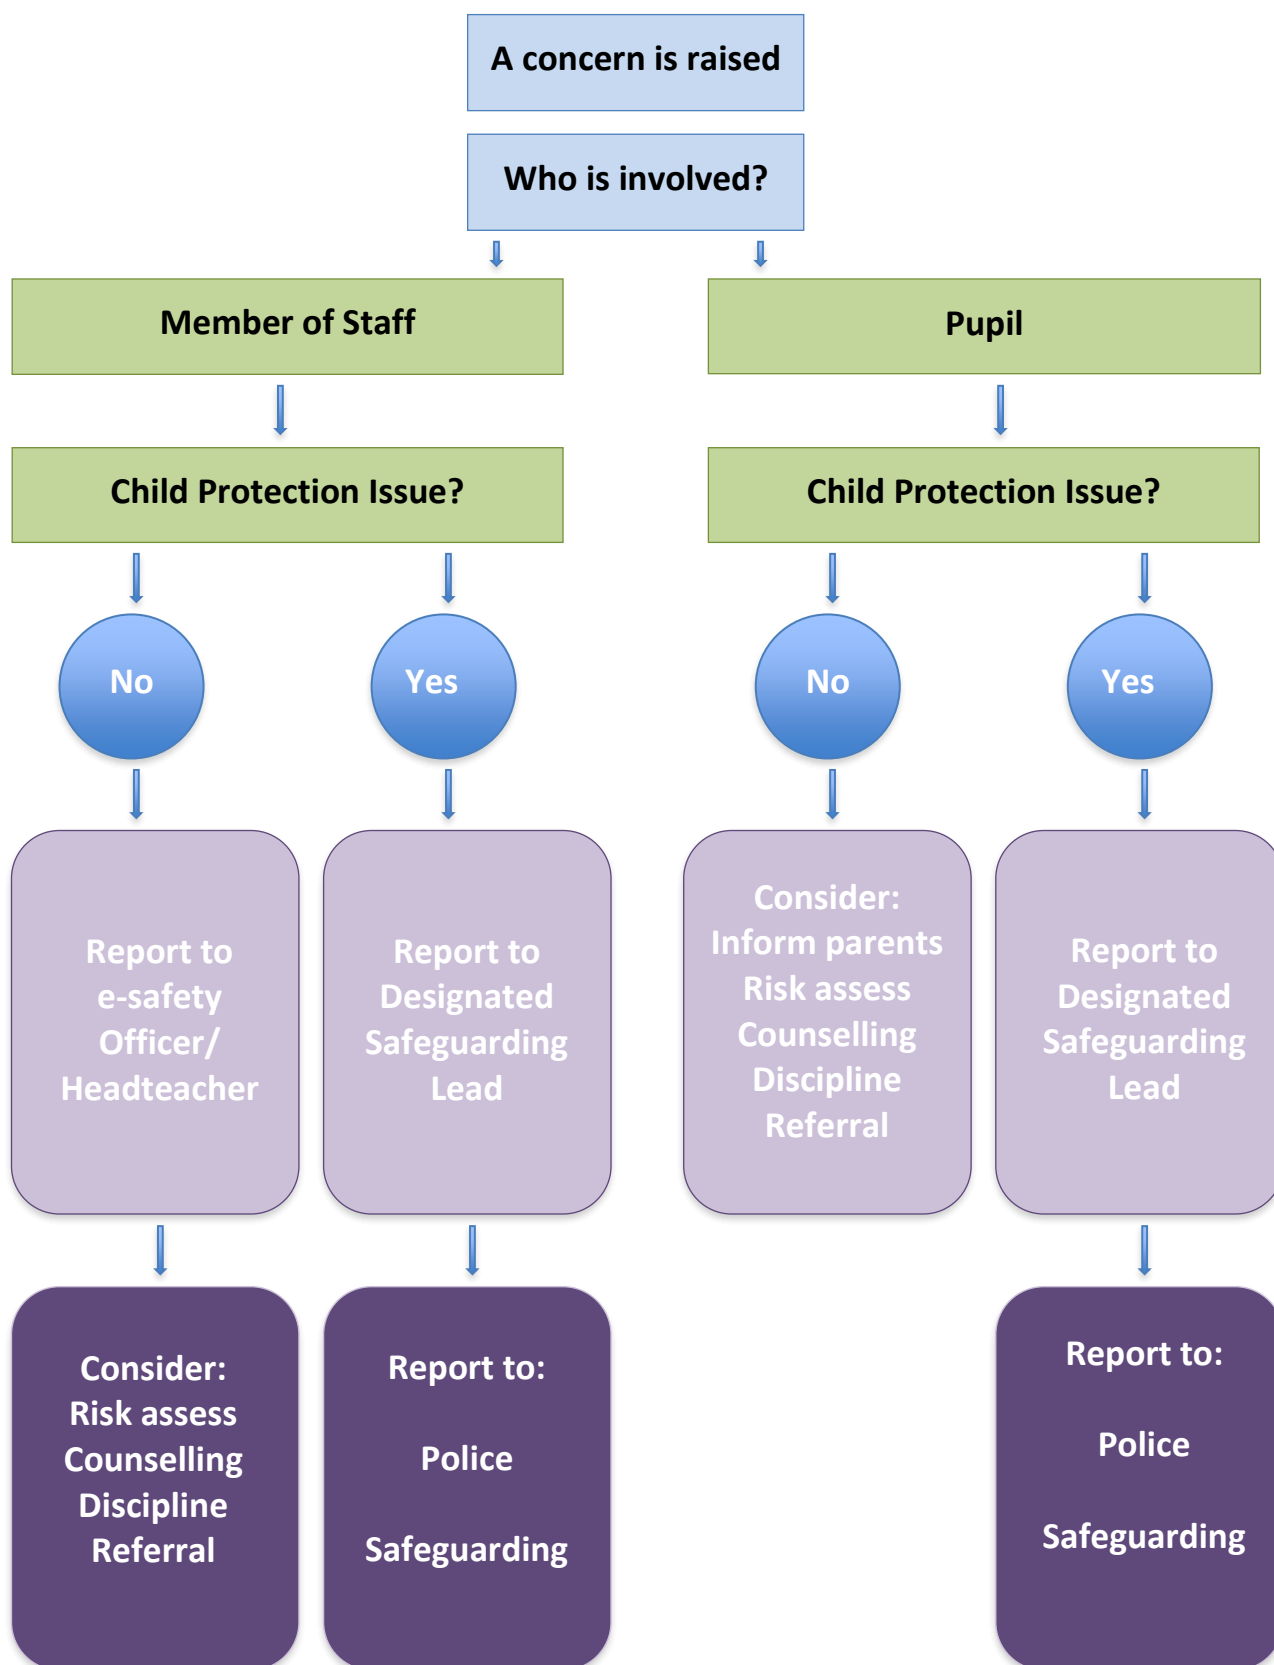 A concern is raised
Who is involved?
Member of Staff
Pupil
Child Protection Issue?
Child Protection Issue?
No
Yes
No
Yes
Report to
e-safety
Officer/
Headteacher
Report to
Designated
Safeguarding
Lead
Consider:
Inform parents
Risk assess
Counselling
Discipline
Referral
Report to
Designated
Safeguarding
Lead
Consider:
Risk assess
Counselling
Discipline
Referral
Report to:
Police
Safeguarding
Report to:
Police
Safeguarding